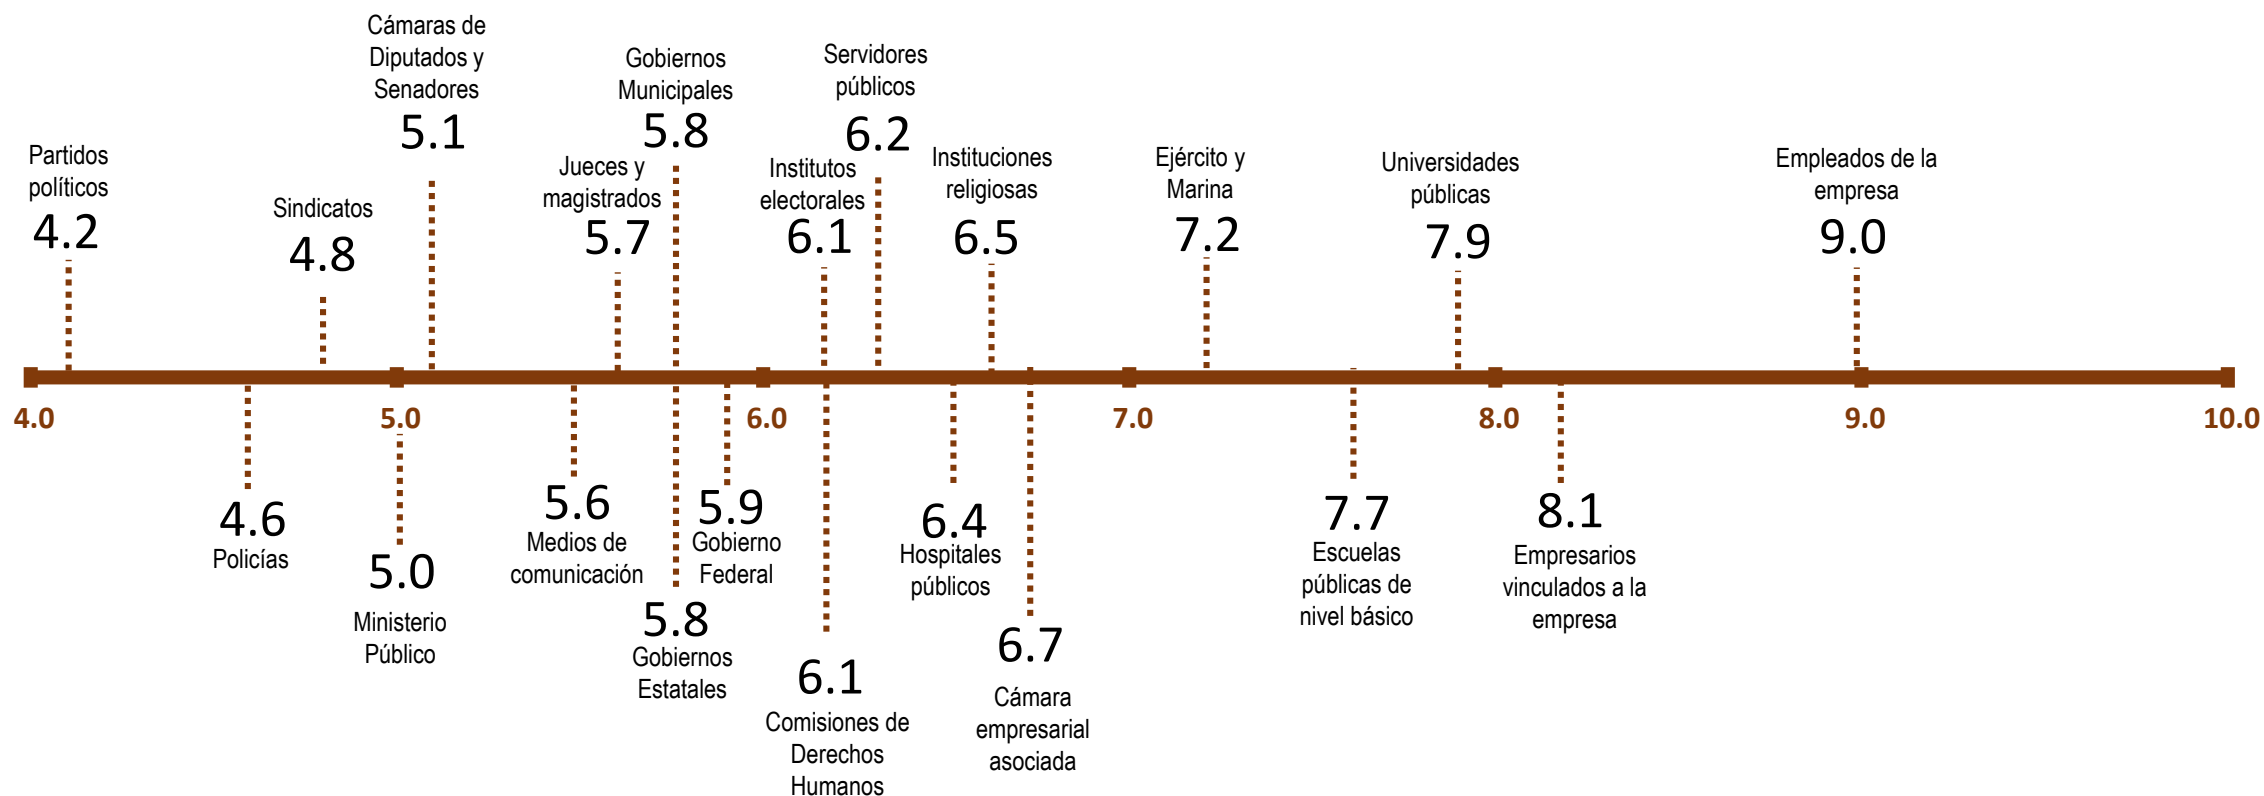 Cámaras de
Diputados y
Senadores
5.1
Gobiernos
Municipales
5.8
Servidores
públicos
6.2
Partidos
políticos
4.2
Sindicatos
4.8
Jueces y
magistrados
5.7
Institutos
electorales
6.1
Instituciones
religiosas
6.5
Ejército y
Marina
7.2
Universidades
públicas
7.9
Empleados de la
empresa
9.0
4.0
5.0
6.0
7.0
8.0
9.0
10.0
4.6
Policías
5.0
Ministerio
Público
5.6
Medios de
comunicación
5.8
Gobiernos
Estatales
5.9
Gobierno
Federal
6.1
Comisiones de
Derechos
Humanos
6.4
Hospitales
públicos
6.7
Cámara
empresarial
asociada
7.7
Escuelas
públicas de
nivel básico
8.1
Empresarios
vinculados a la
empresa